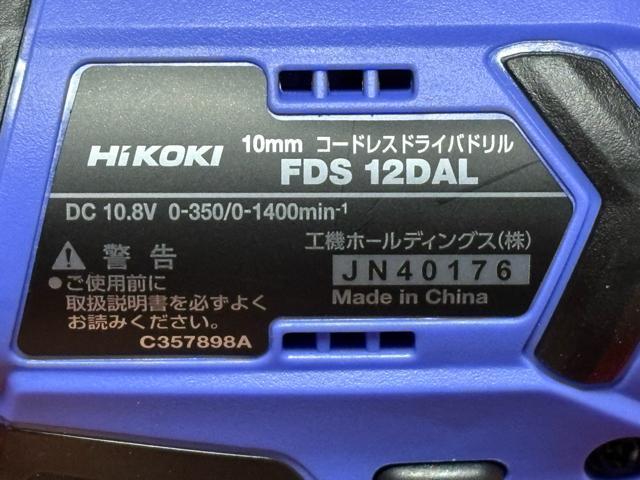 HiKOKI 10mm コードレスドライバドリル
FDS 12DAL
DC 10.8V 0-350/0-1400min-1
警告
●ご使用前に
取扱説明書を必ずよく
お読みください。
C357898A
工機ホールディングス(株)
JN40176
Made in China